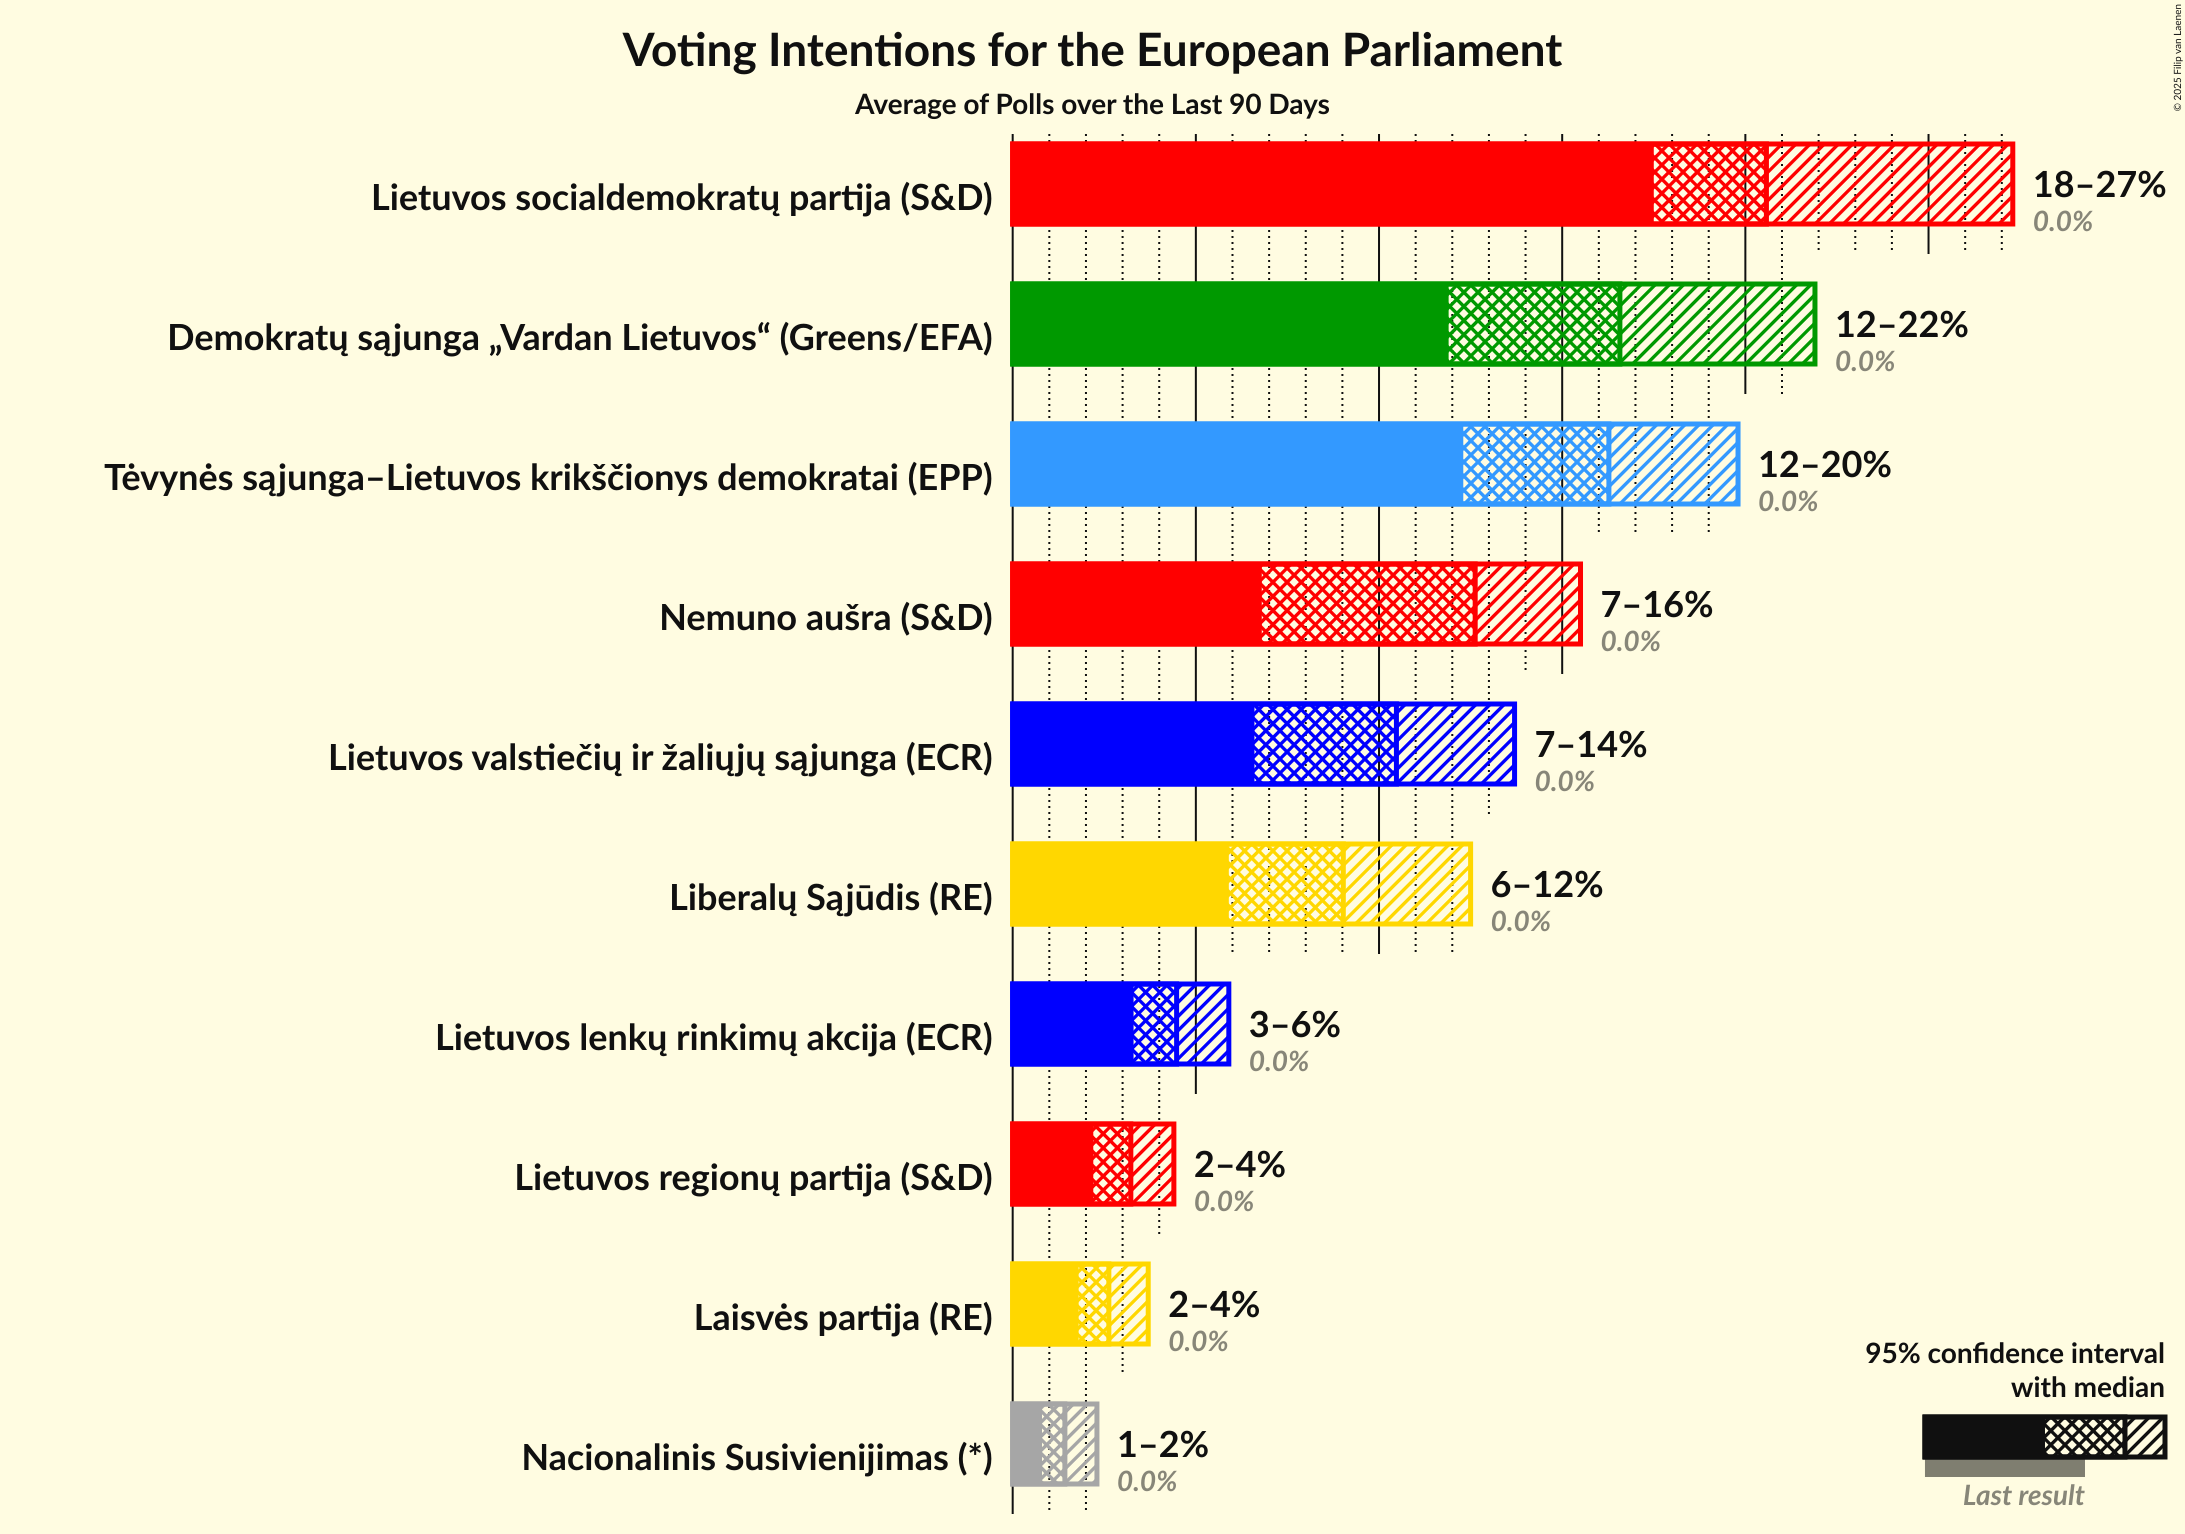 Voting Intentions for the European Parliament
Average of Polls over the Last 90 Days
© 2025 Filip van Laenen
Lietuvos socialdemokratų partija (S&D)
18–27%
0.0%
Demokratų sąjunga „Vardan Lietuvos“ (Greens/EFA)
12–22%
0.0%
Tėvynės sąjunga–Lietuvos krikščionys demokratai (EPP)
12–20%
0.0%
Nemuno aušra (S&D)
7–16%
0.0%
Lietuvos valstiečių ir žaliųjų sąjunga (ECR)
7–14%
0.0%
Liberalų Sąjūdis (RE)
6–12%
0.0%
Lietuvos lenkų rinkimų akcija (ECR)
3–6%
0.0%
Lietuvos regionų partija (S&D)
2–4%
0.0%
Laisvės partija (RE)
2–4%
0.0%
Nacionalinis Susivienijimas (*)
1–2%
0.0%
95% confidence interval
with median
Last result